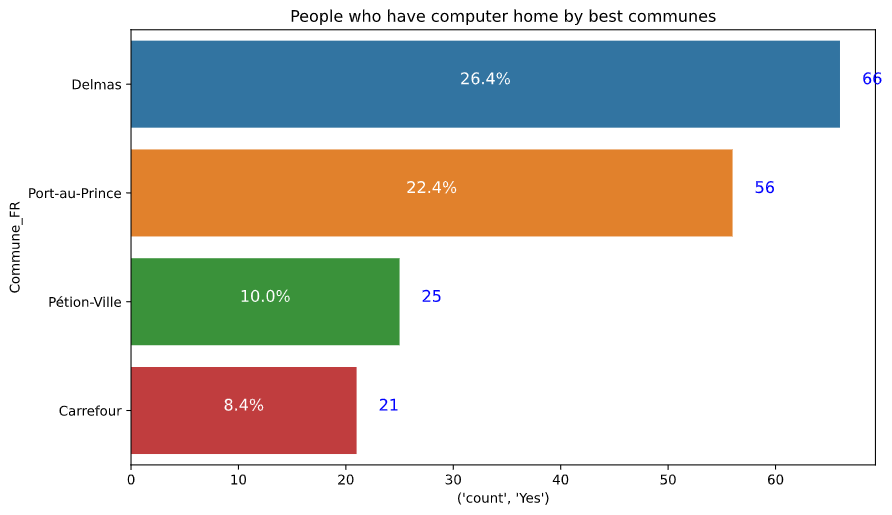 People who have computer home by best communes
Commune_FR
Delmas
26.4%
66
Port-au-Prince
22.4%
56
Pétion-Ville
10.0%
25
Carrefour
8.4%
21
0 10 20 30 40 50 60
('count', 'Yes')